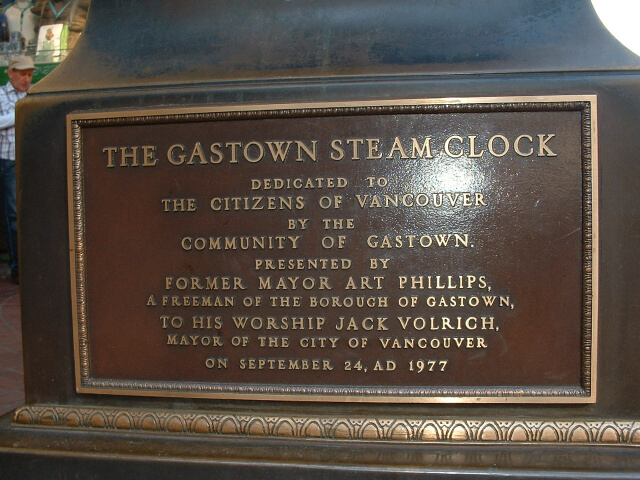 THE GASTOWN STEAM CLOCK
DEDICATED TO
THE CITIZENS OF VANCOUVER
BY THE
COMMUNITY OF GASTOWN.
PRESENTED BY
FORMER MAYOR ART PHILLIPS,
A FREEMAN OF THE BOROUGH OF GASTOWN,
TO HIS WORSHIP JACK VOLRICH,
MAYOR OF THE CITY OF VANCOUVER
ON SEPTEMBER 24, AD 1977